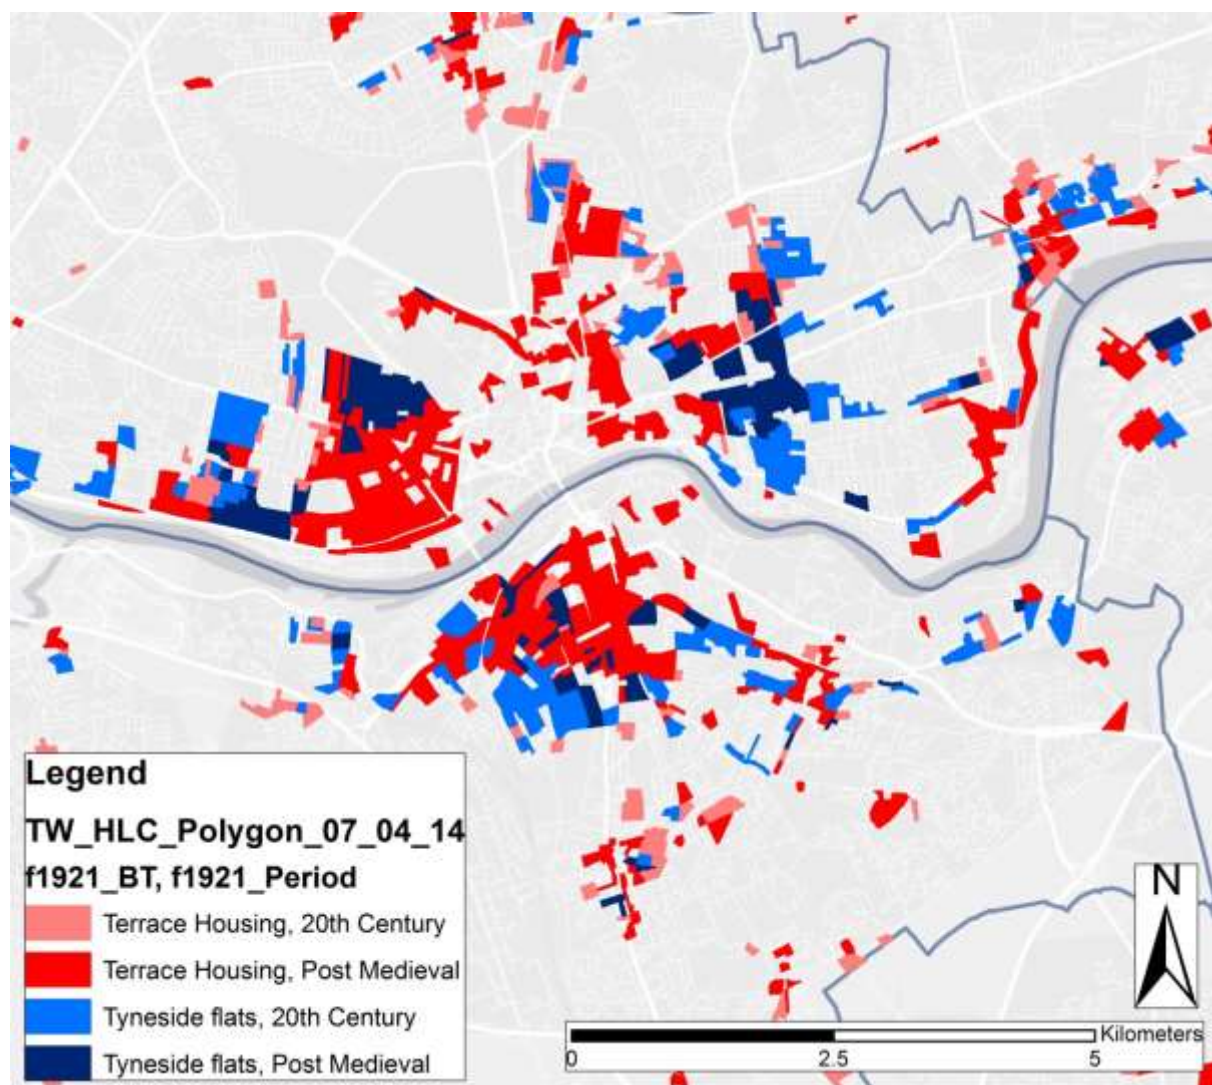 Legend
TW_HLC_Polygon_07_04_14
f1921_BT, f1921_Period
Terrace Housing, 20th Century
Terrace Housing, Post Medieval
Tyneside flats, 20th Century
Tyneside flats, Post Medieval
N
Kilometers
0 2.5 5